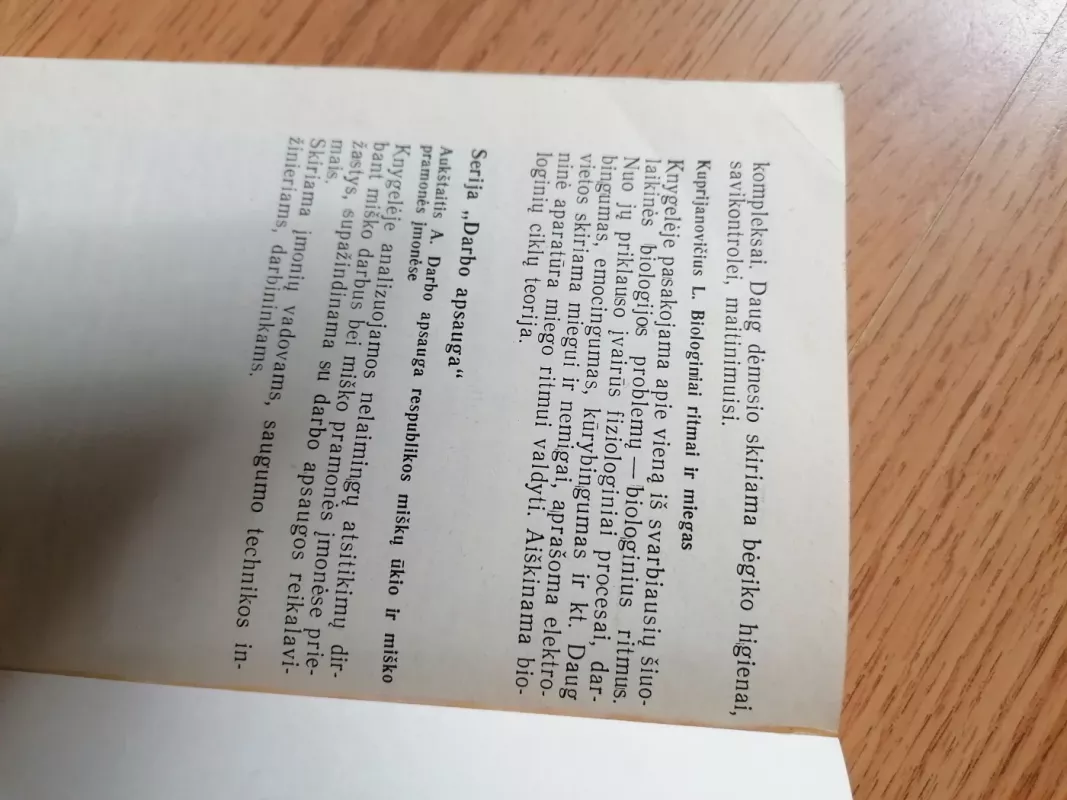 kompleksai. Daug dėmesio skiriama bėgiko higienai,
savikontrolei, maitinimuisi.
Kuprijanovičius L. Biologiniai ritmai ir miegas
Knygelėje pasakojama apie vieną iš svarbiausių šiuo-
laikinės biologijos problemų — biologinius ritmus.
Nuo jų priklauso įvairūs fiziologiniai procesai, dar-
bingumas, emocingumas, kūrybingumas ir kt. Daug
vietos skiriama miegui ir nemigai, aprašoma elektro-
ninė aparatūra miego ritmui valdyti. Aiškinama bio-
loginių ciklų teorija.
Serija „Darbo apsauga“
Aukštaitis A. Darbo apsauga respublikos miškų ūkio ir miško
pramonės įmonėse
Knygelėje analizuojamos nelaimingų atsitikimų dir-
bant miško darbus bei miško pramonės įmonėse prie-
žastys, supažindinama su darbo apsaugos reikalavi-
mais.
Skiriama įmonių vadovams, saugumo technikos in-
žinieriams, darbininkams.